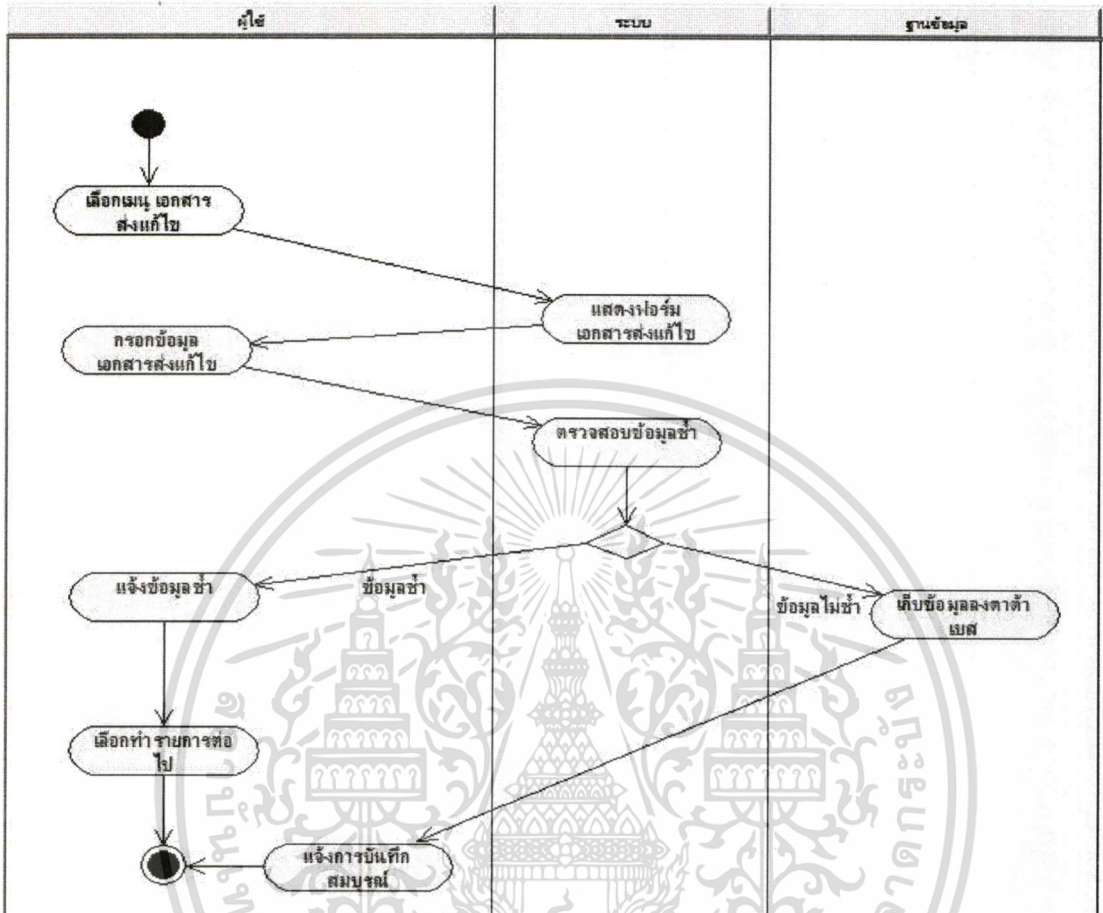 ผู้ใช้
ระบบ
ฐานข้อมูล
เลือกเมนู เอกสาร
ส่งแก้ไข
แสดงฟอร์ม
เอกสารส่งแก้ไข
กรอกข้อมูล
เอกสารส่งแก้ไข
ตรวจสอบข้อมูลซ้ำ
แจ้งข้อมูลซ้ำ
ข้อมูลซ้ำ
ข้อมูลไม่ซ้ำ
เก็บข้อมูลลงดาต้า
เบส
เลือกทำรายการต่อ
ไป
แจ้งการบันทึก
สมบูรณ์